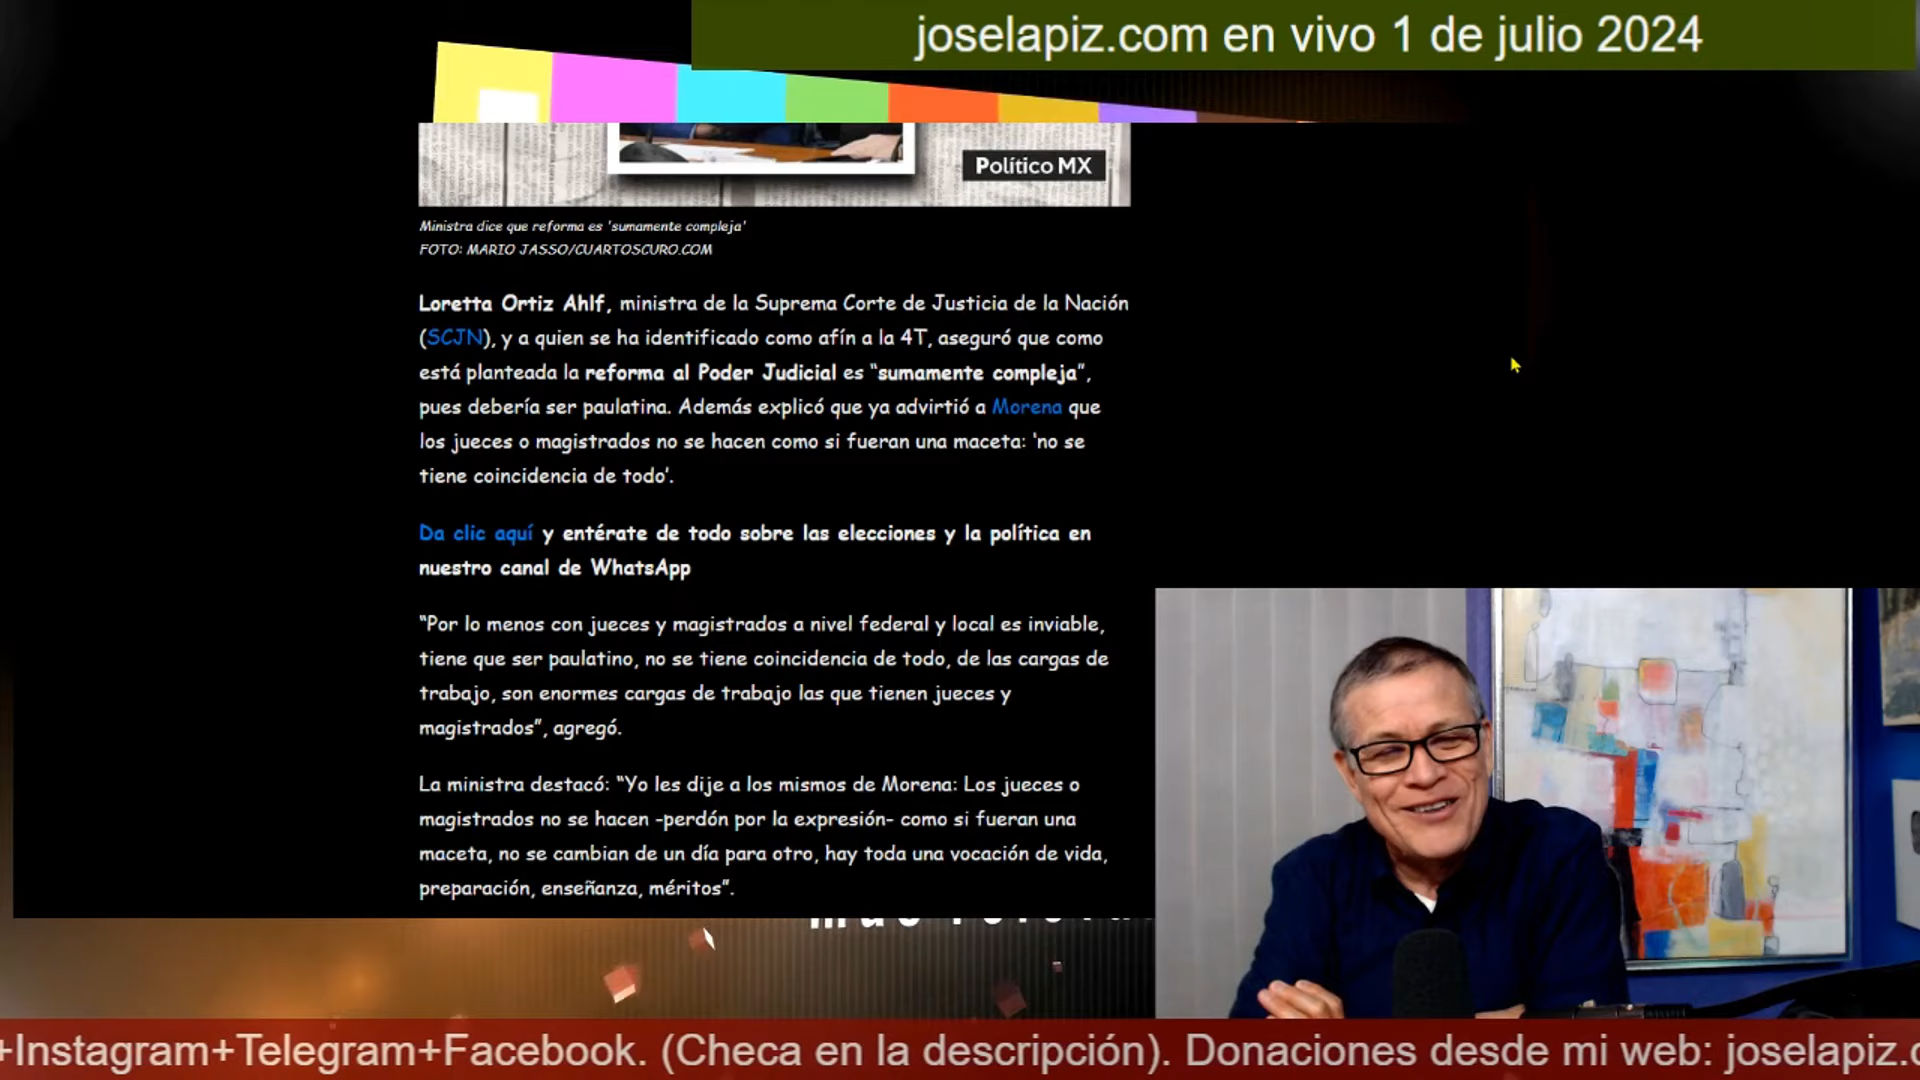 joselapiz.com en vivo 1 de julio 2024
Político MX
Ministra dice que reforma es 'sumamente compleja'
FOTO: MARIO JASSO/CUARTOSCURO.COM
Loretta Ortiz Ahlf, ministra de la Suprema Corte de Justicia de la Nación
(SCJN), y a quien se ha identificado como afín a la 4T, aseguró que como
está planteada la reforma al Poder Judicial es “sumamente compleja”,
pues debería ser paulatina. Además explicó que ya advirtió a Morena que
los jueces o magistrados no se hacen como si fueran una maceta: ‘no se
tiene coincidencia de todo’.
Da clic aquí y entérate de todo sobre las elecciones y la política en
nuestro canal de WhatsApp
“Por lo menos con jueces y magistrados a nivel federal y local es inviable,
tiene que ser paulatino, no se tiene coincidencia de todo, de las cargas de
trabajo, son enormes cargas de trabajo las que tienen jueces y
magistrados”, agregó.
La ministra destacó: “Yo les dije a los mismos de Morena: Los jueces o
magistrados no se hacen -perdón por la expresión- como si fueran una
maceta, no se cambian de un día para otro, hay toda una vocación de vida,
preparación, enseñanza, méritos”.
+Instagram+Telegram+Facebook. (Checa en la descripción). Donaciones desde mi web: joselapiz.c